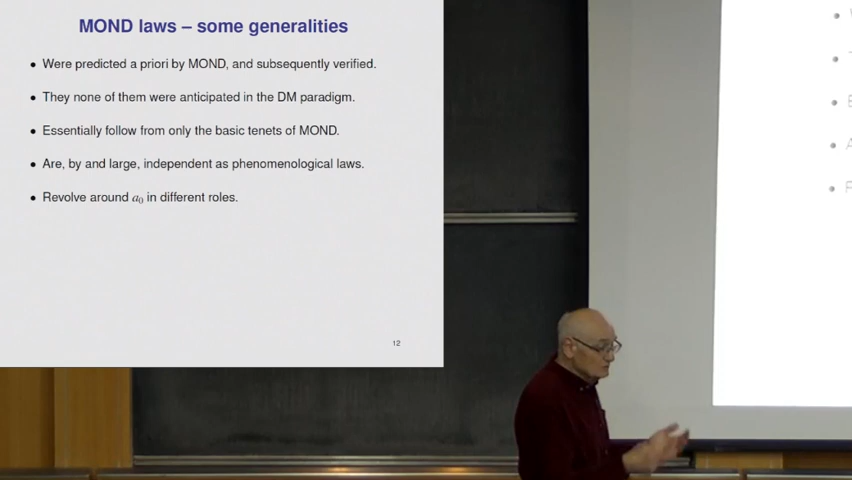 MOND laws – some generalities
• Were predicted a priori by MOND, and subsequently verified.
• They none of them were anticipated in the DM paradigm.
• Essentially follow from only the basic tenets of MOND.
• Are, by and large, independent as phenomenological laws.
• Revolve around a₀ in different roles.
12